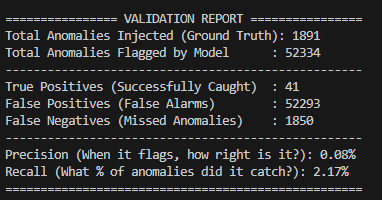 ================ VALIDATION REPORT ================
Total Anomalies Injected (Ground Truth): 1891
Total Anomalies Flagged by Model      : 52334
---------------------------------------------------
True Positives (Successfully Caught)  : 41
False Positives (False Alarms)        : 52293
False Negatives (Missed Anomalies)    : 1850
---------------------------------------------------
Precision (When it flags, how right is it?): 0.08%
Recall (What % of anomalies did it catch?): 2.17%
===================================================